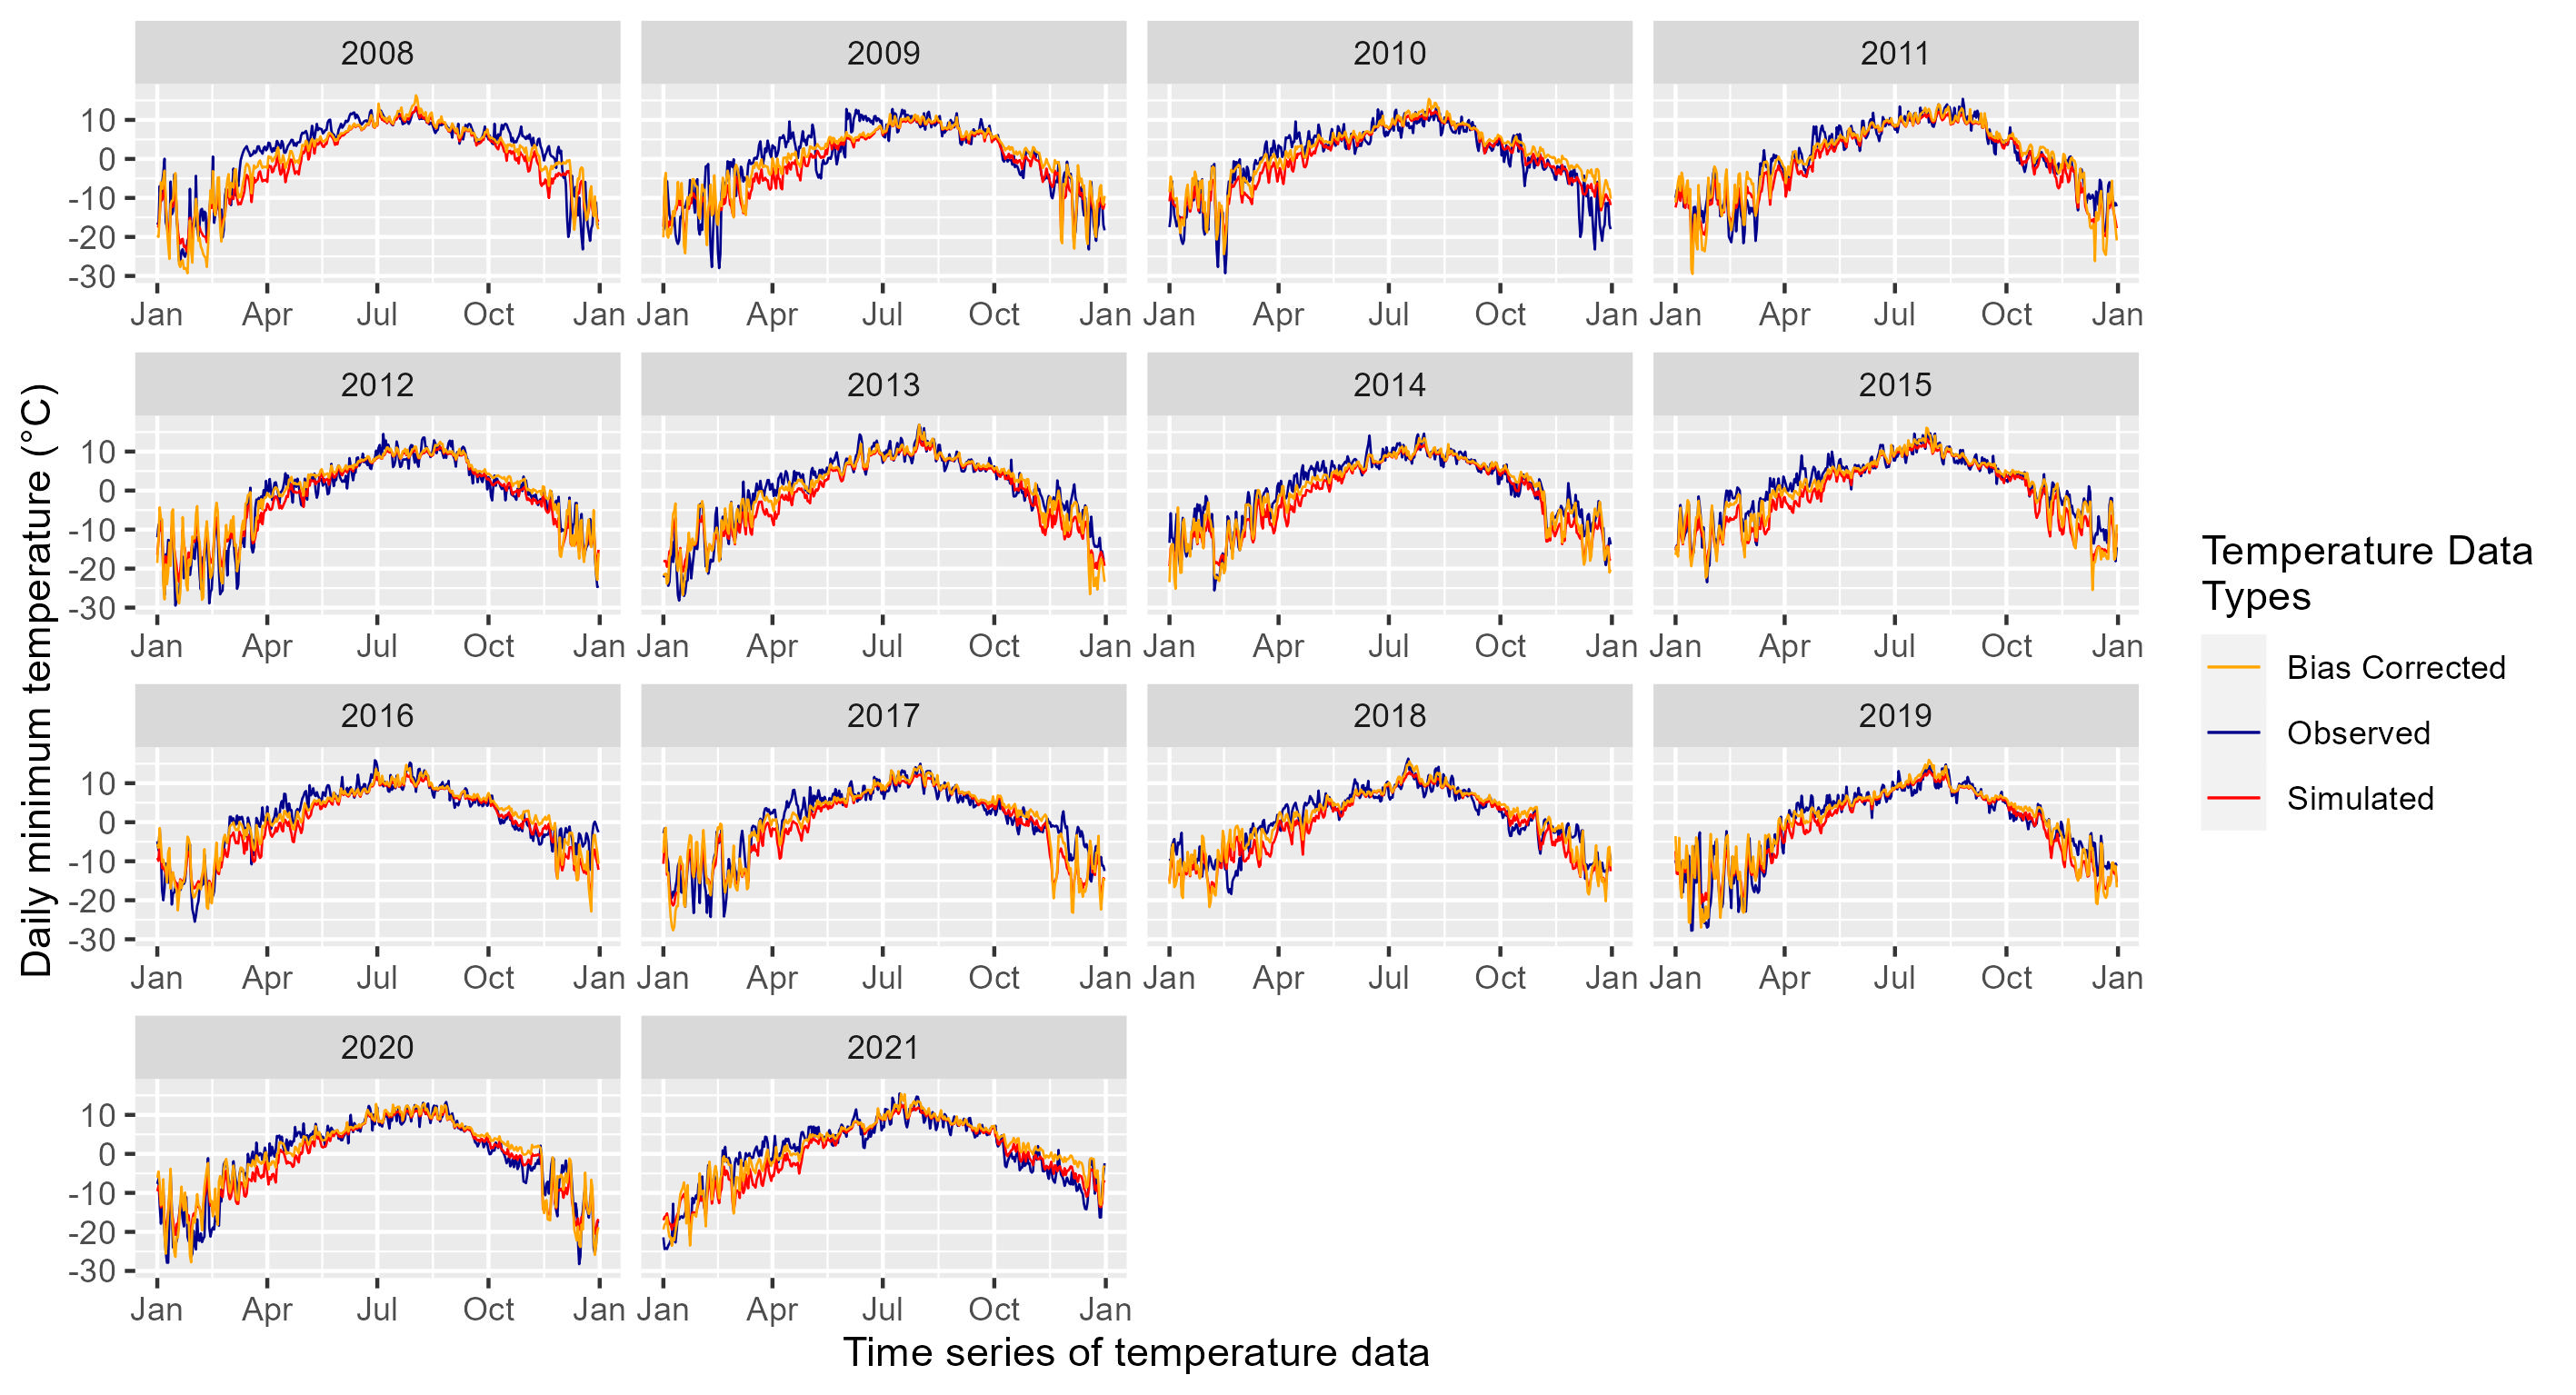 2008 2009 2010 2011
10
0
-10
-20
-30
Jan Apr Jul Oct Jan Jan Apr Jul Oct Jan Jan Apr Jul Oct Jan Jan Apr Jul Oct Jan
2012 2013 2014 2015
10
0
-10
-20
-30
Jan Apr Jul Oct Jan Jan Apr Jul Oct Jan Jan Apr Jul Oct Jan Jan Apr Jul Oct Jan
2016 2017 2018 2019
10
0
-10
-20
-30
Jan Apr Jul Oct Jan Jan Apr Jul Oct Jan Jan Apr Jul Oct Jan Jan Apr Jul Oct Jan
2020 2021
10
0
-10
-20
-30
Jan Apr Jul Oct Jan Jan Apr Jul Oct Jan
Time series of temperature data
Daily minimum temperature (°C)
Temperature Data
Types
Bias Corrected
Observed
Simulated